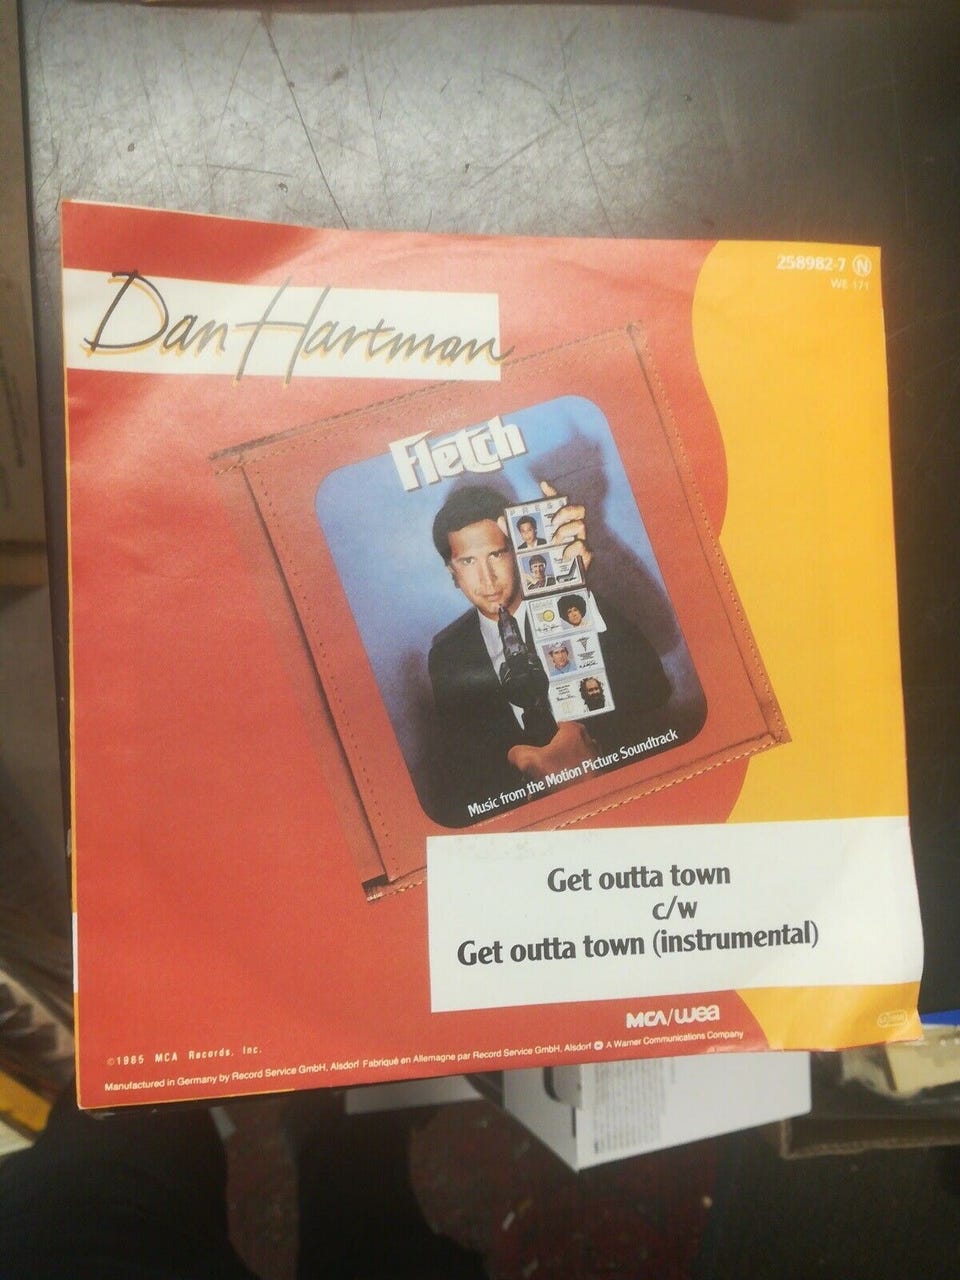 258982-7 N
WE 171
Dan Hartman
Fletch
PRESS
Music from the Motion Picture Soundtrack
Get outta town
c/w
Get outta town (instrumental)
MCA/wea
©1985 MCA Records, Inc.
Manufactured in Germany by Record Service GmbH, Alsdorf Fabriqué en Allemagne par Record Service GmbH, Alsdorf A Warner Communications Company